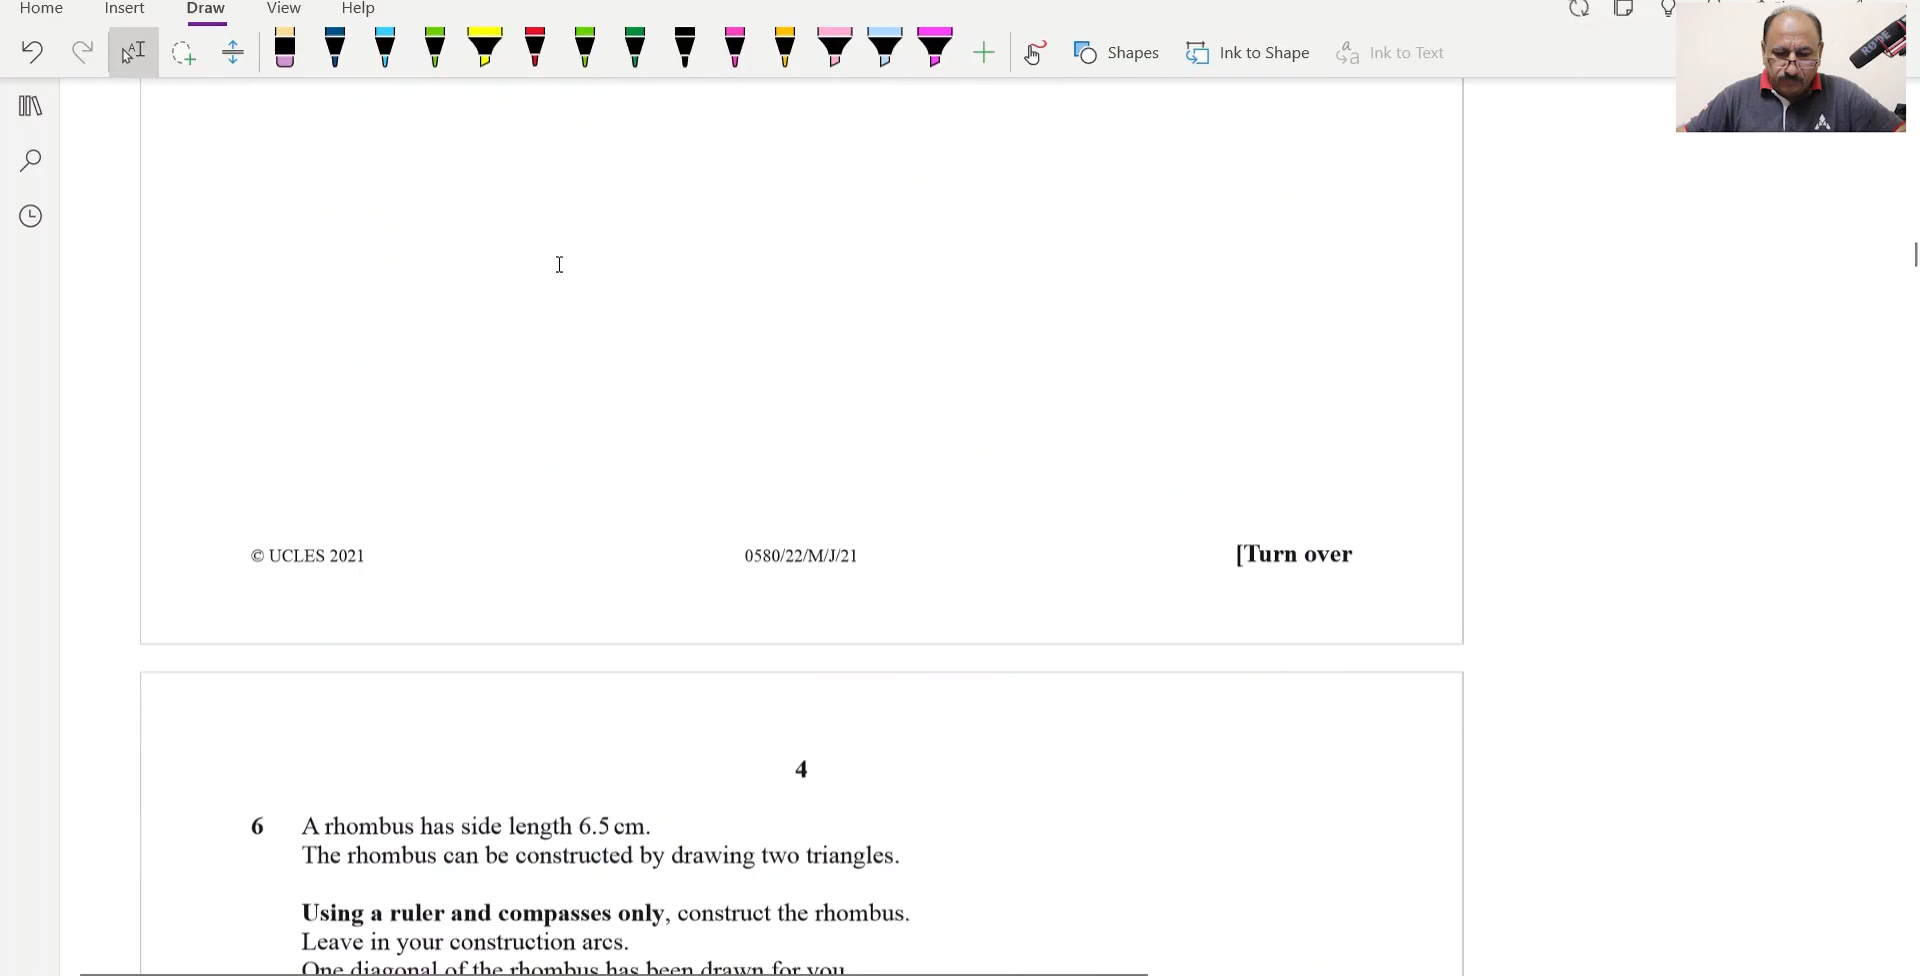 Home Insert Draw View Help
Shapes Ink to Shape Ink to Text
RØDE
© UCLES 2021 0580/22/M/J/21 [Turn over
4
6 A rhombus has side length 6.5 cm.
The rhombus can be constructed by drawing two triangles.
Using a ruler and compasses only, construct the rhombus.
Leave in your construction arcs.
One diagonal of the rhombus has been drawn for you